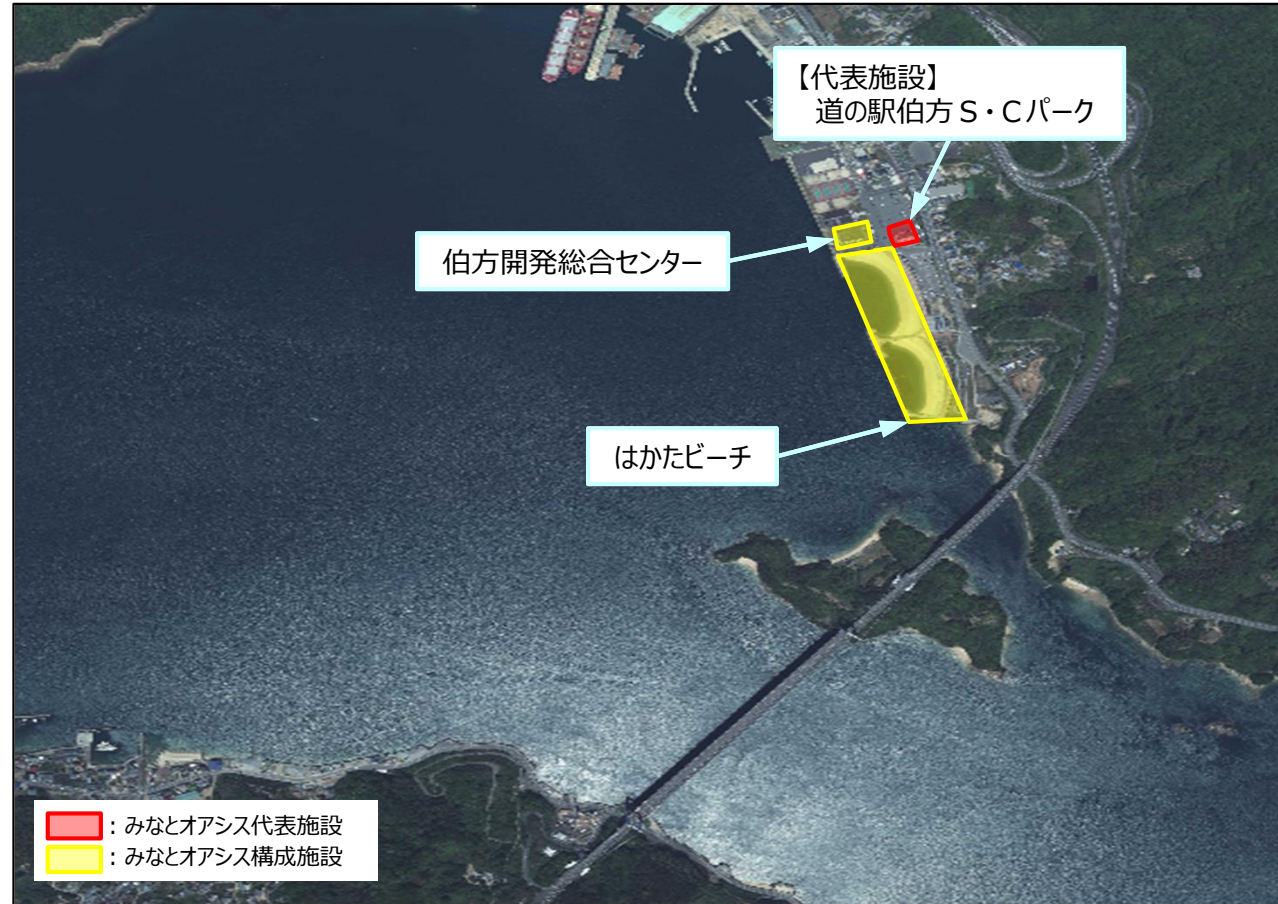 【代表施設】
道の駅伯方S・Cパーク
伯方開発総合センター
はかたビーチ
：みなとオアシス代表施設
：みなとオアシス構成施設